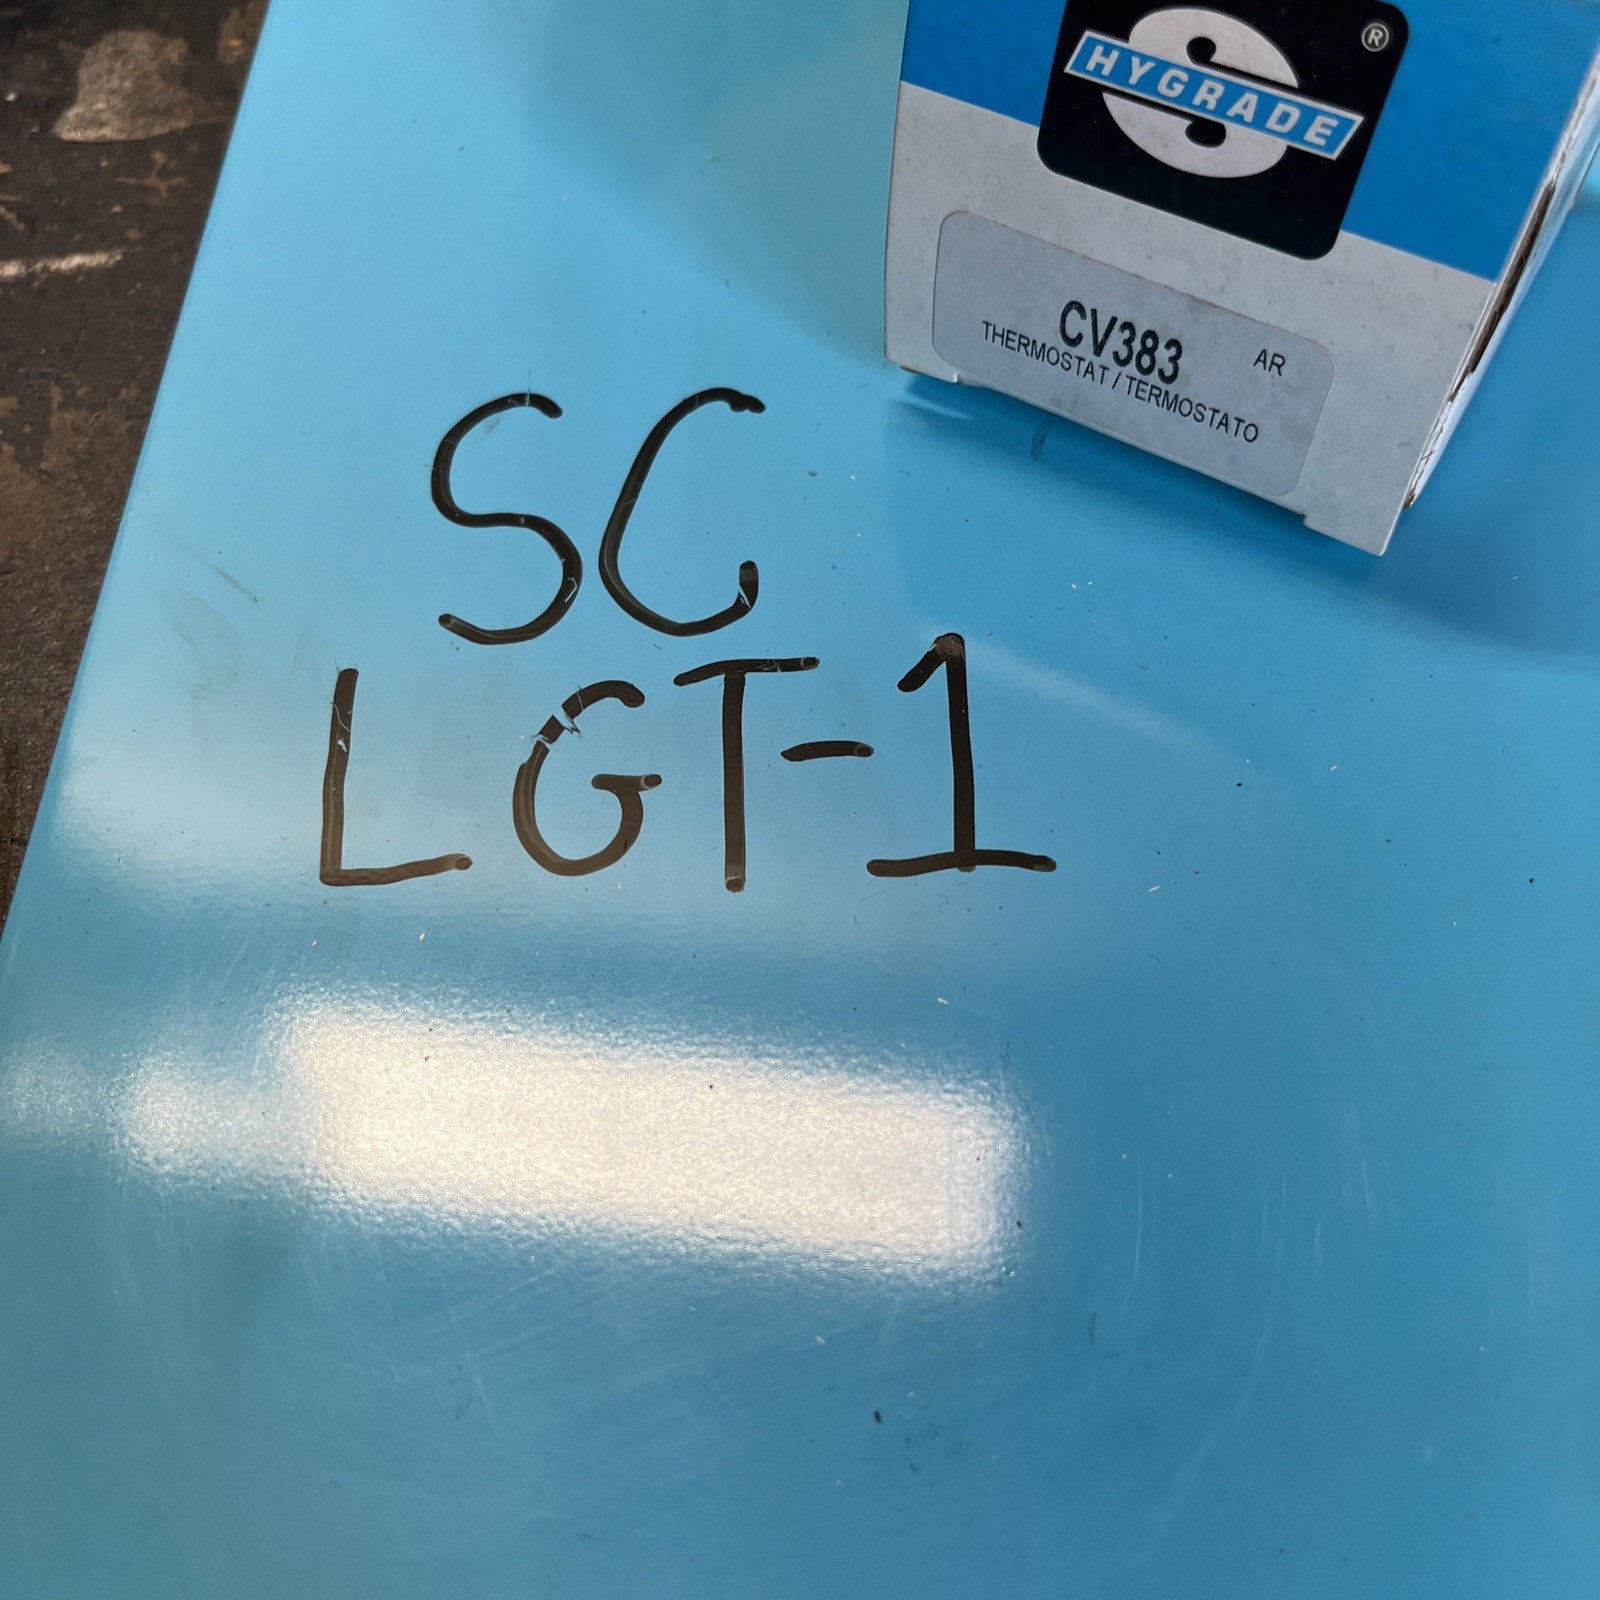 S
HYGRADE
®
CV383 AR
THERMOSTAT / TERMOSTATO
SC
LGT-1